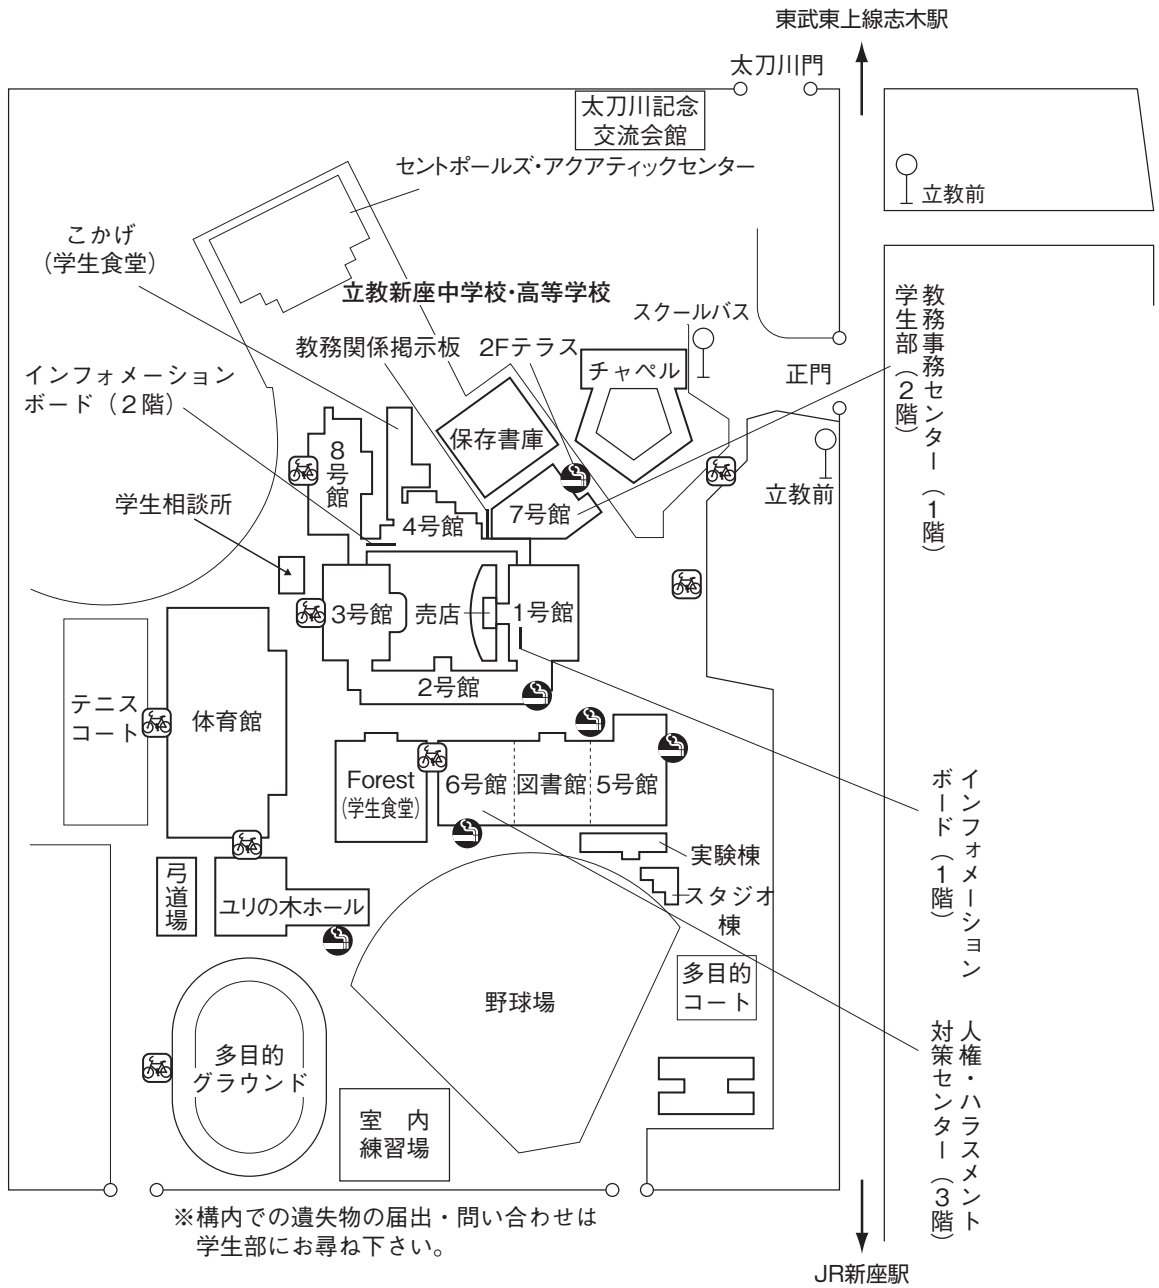 東武東上線志木駅
太刀川門
太刀川記念
交流会館
セントポールズ・アクアティックセンター
立教前
こかげ
(学生食堂)
立教新座中学校・高等学校
スクールバス
教務関係掲示板
2Fテラス
チャペル
正門
教務事務センター(1階)
学生部(2階)
インフォメーション
ボード(2階)
保存書庫
8号館
立教前
学生相談所
4号館
7号館
3号館
売店
1号館
2号館
テニス
コート
体育館
Forest
(学生食堂)
6号館
図書館
5号館
インフォメーション
ボード(1階)
実験棟
スタジオ
棟
弓道場
ユリの木ホール
多目的
コート
野球場
人権・ハラスメント
対策センター(3階)
多目的
グラウンド
室 内
練習場
※構内での遺失物の届出・問い合わせは
学生部にお尋ね下さい。
JR新座駅